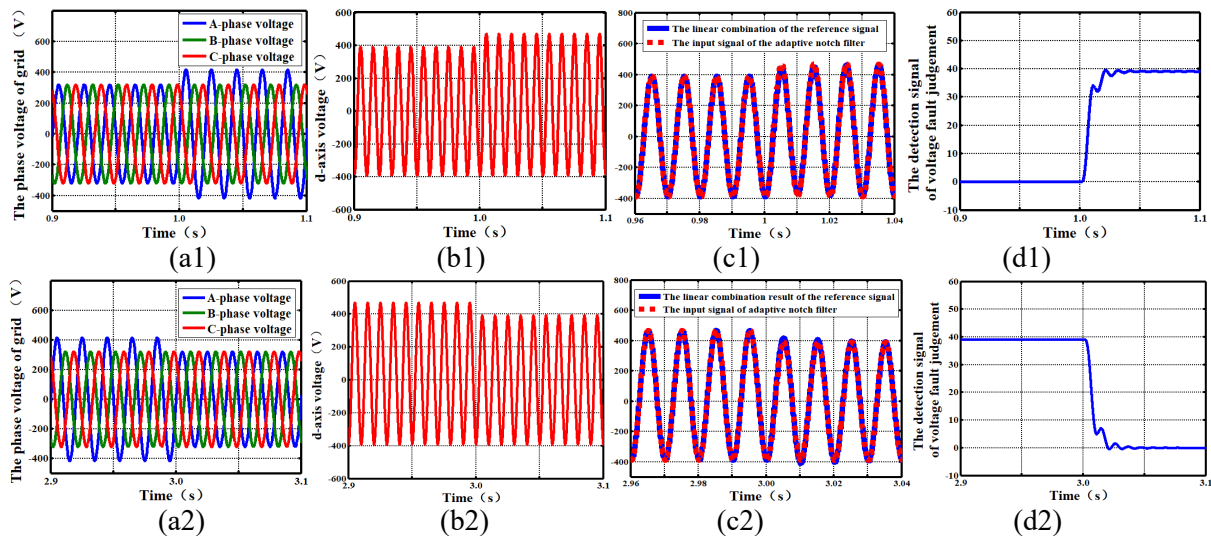 The phase voltage of grid (V)
600
400
200
0
-200
-400
A-phase voltage
B-phase voltage
C-phase voltage
0.9
1.0
1.1
Time（s）
(a1)
d-axis voltage（V）
600
400
200
0
-200
-400
-600
0.9
1.0
1.1
Time（s）
(b1)
800
600
400
200
0
-200
-400
The linear combination of the reference signal
The input signal of the adaptive notch filter
0.96
0.98
1
1.02
1.04
Time（s）
(c1)
The detection signal
of voltage fault judgement
60
50
40
30
20
10
0
-10
0.9
1.0
1.1
Time（s）
(d1)
The phase voltage of grid (V)
800
600
400
200
0
-200
-400
A-phase voltage
B-phase voltage
C-phase voltage
2.9
3.0
3.1
Time（s）
(a2)
d-axis voltage（V）
600
400
200
0
-200
-400
-600
2.9
3.0
3.1
Time（s）
(b2)
800
600
400
200
0
-200
-400
The linear combination result of the reference signal
The input signal of adaptive notch filter
2.96
2.98
3.00
3.02
3.04
Time（s）
(c2)
The detection signal
of voltage fault judgement
60
50
40
30
20
10
0
-10
2.9
3.0
3.1
Time（s）
(d2)